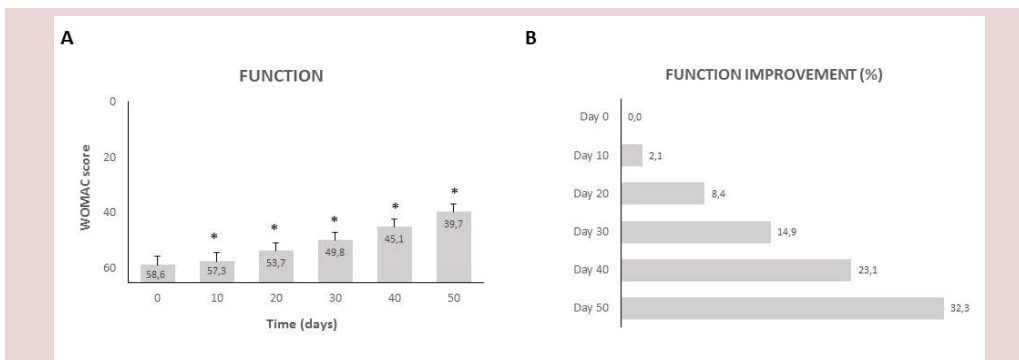 A
FUNCTION
WOMAC score
0
20
40
60
58,6
57,3
53,7
49,8
45,1
39,7
*
*
*
*
*
0 10 20 30 40 50
Time (days)
B
FUNCTION IMPROVEMENT (%)
Day 0 0,0
Day 10 2,1
Day 20 8,4
Day 30 14,9
Day 40 23,1
Day 50 32,3